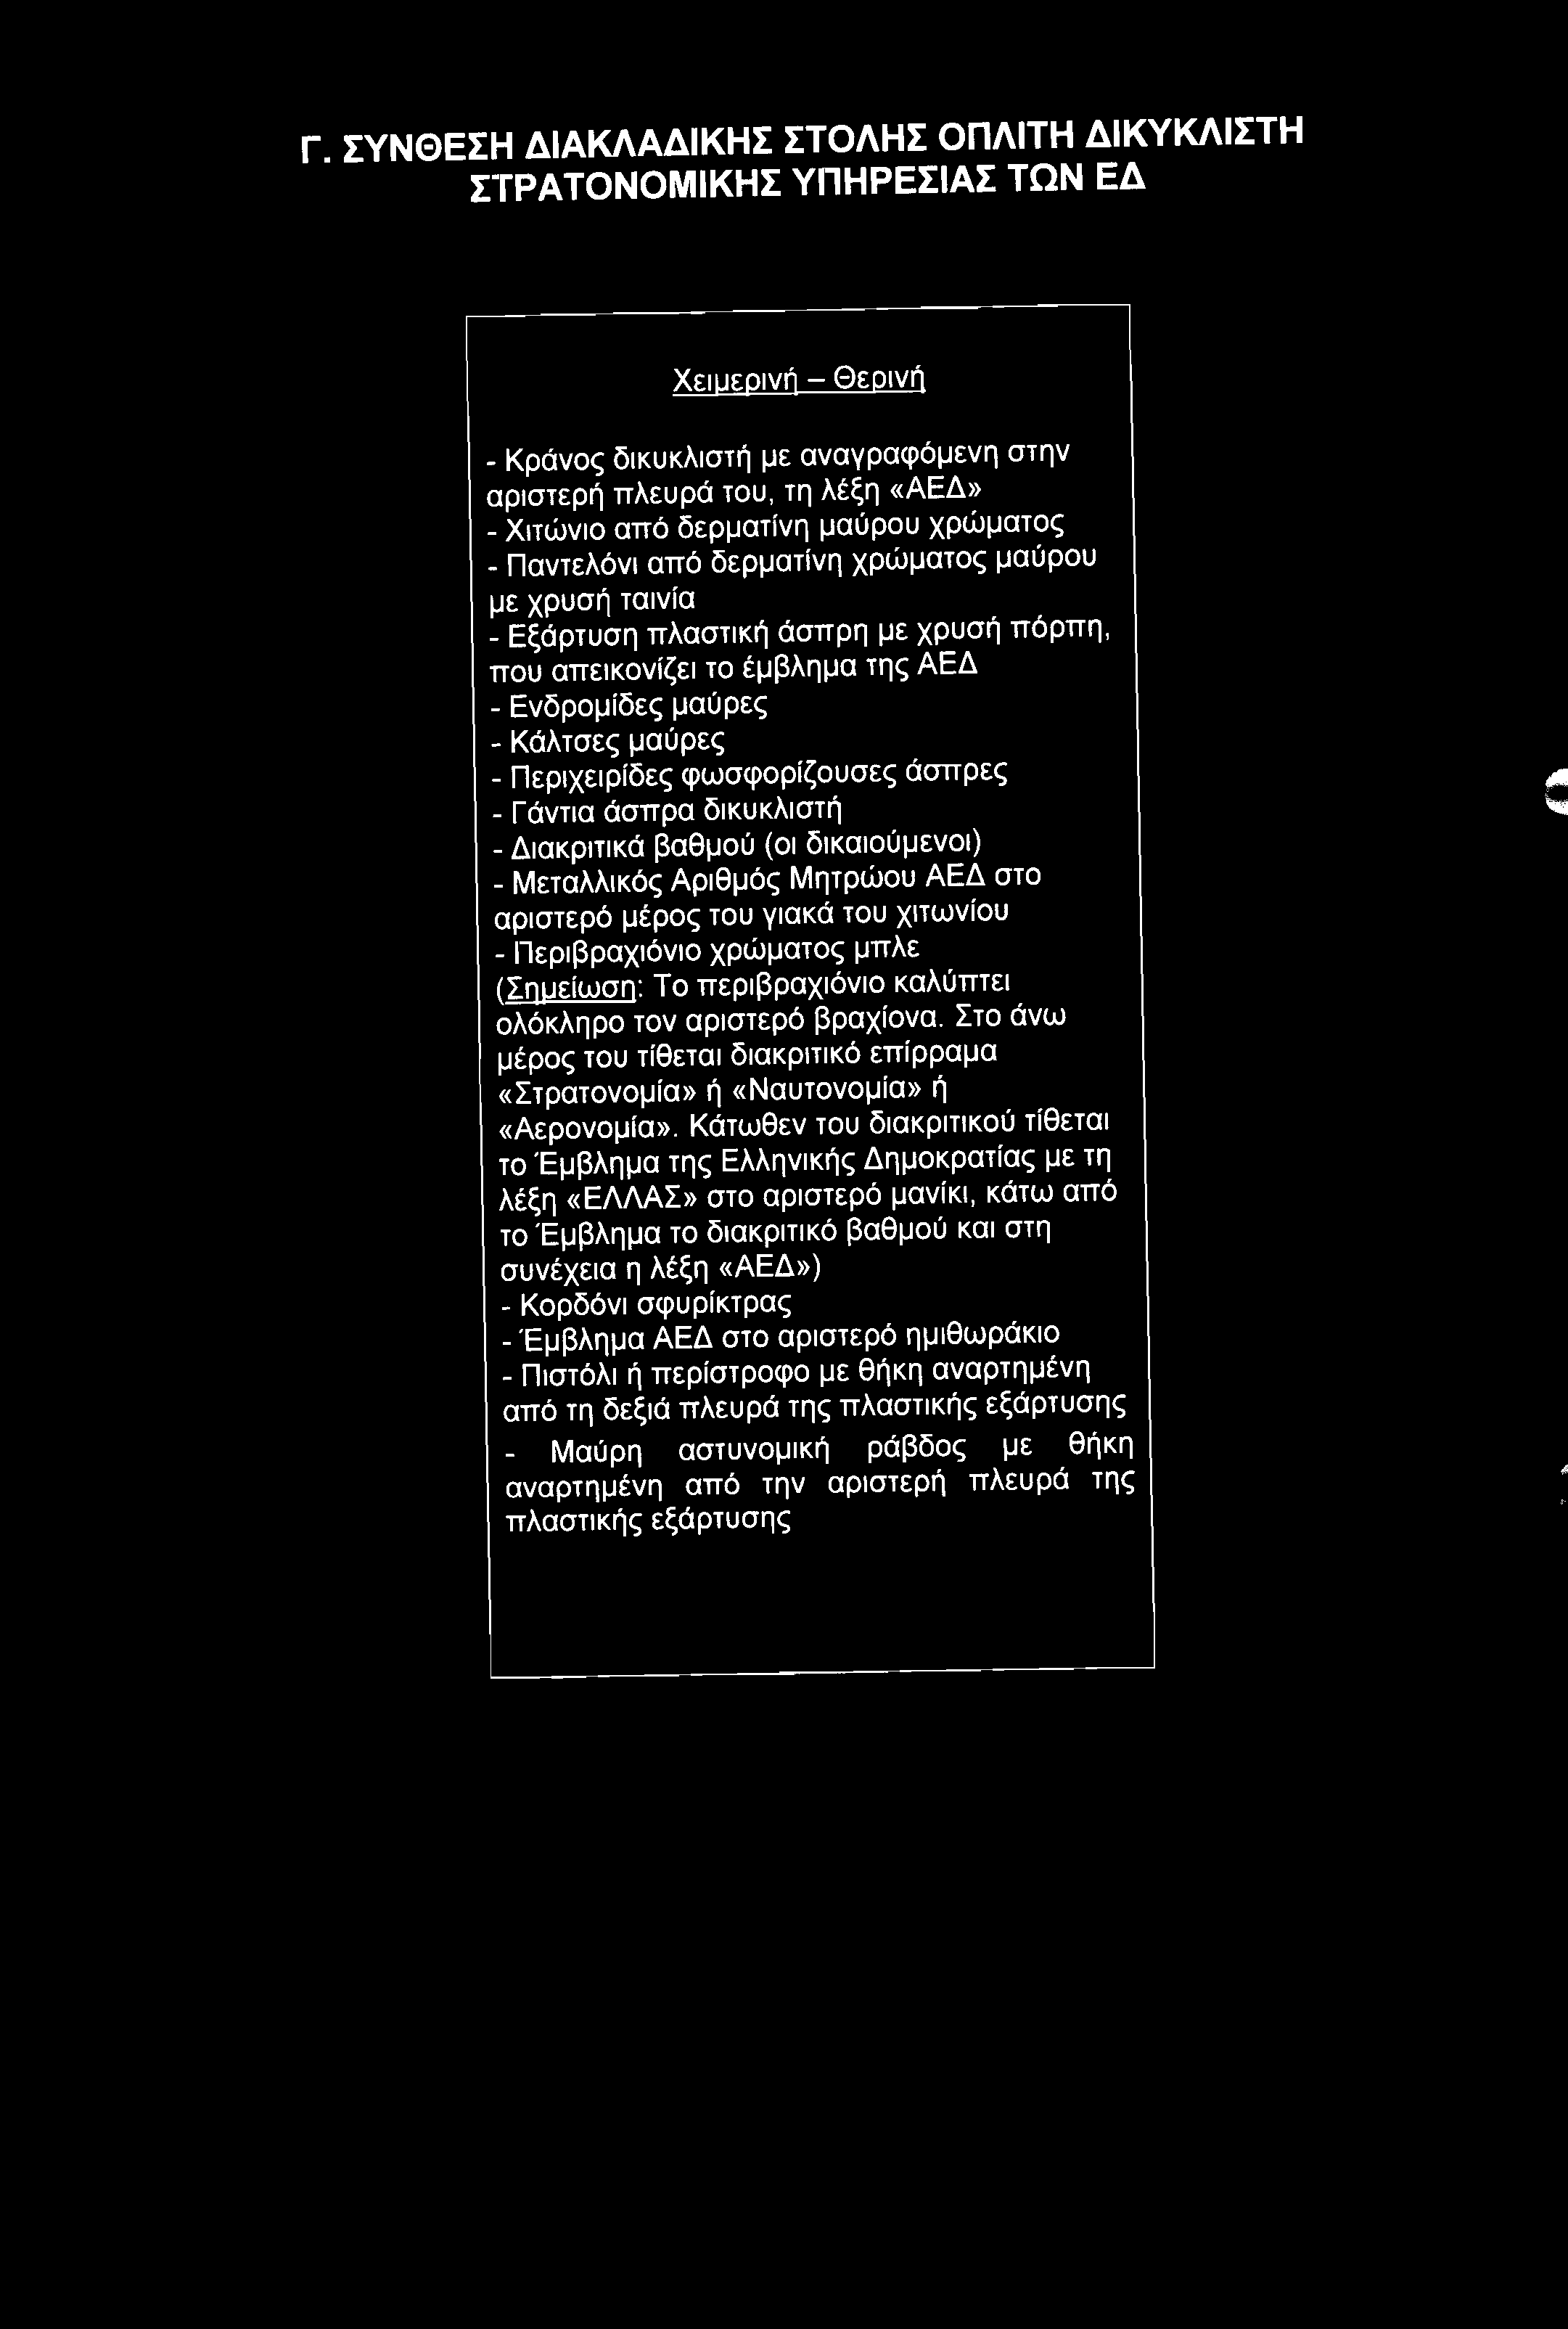 Γ. ΣΥΝΘΕΣΗ ΔΙΑΚΛΑΔΙΚΗΣ ΣΤΟΛΗΣ ΟΠΛΙΤΗ ΔΙΚΥΚΛΙΣΤΗ
ΣΤΡΑΤΟΝΟΜΙΚΗΣ ΥΠΗΡΕΣΙΑΣ ΤΩΝ ΕΔ
Χειμερινή – Θερινή
- Κράνος δικυκλιστή με αναγραφόμενη στην
αριστερή πλευρά του, τη λέξη «ΑΕΔ»
- Χιτώνιο από δερματίνη μαύρου χρώματος
- Παντελόνι από δερματίνη χρώματος μαύρου
με χρυσή ταινία
- Εξάρτυση πλαστική άσπρη με χρυσή πόρπη,
που απεικονίζει το έμβλημα της ΑΕΔ
- Ενδρομίδες μαύρες
- Κάλτσες μαύρες
- Περιχειρίδες φωσφορίζουσες άσπρες
- Γάντια άσπρα δικυκλιστή
- Διακριτικά βαθμού (οι δικαιούμενοι)
- Μεταλλικός Αριθμός Μητρώου ΑΕΔ στο
αριστερό μέρος του γιακά του χιτωνίου
- Περιβραχιόνιο χρώματος μπλε
(Σημείωση: Το περιβραχιόνιο καλύπτει
ολόκληρο τον αριστερό βραχίονα. Στο άνω
μέρος του τίθεται διακριτικό επίρραμα
«Στρατονομία» ή «Ναυτονομία» ή
«Αερονομία». Κάτωθεν του διακριτικού τίθεται
το Έμβλημα της Ελληνικής Δημοκρατίας με τη
λέξη «ΕΛΛΑΣ» στο αριστερό μανίκι, κάτω από
το Έμβλημα το διακριτικό βαθμού και στη
συνέχεια η λέξη «ΑΕΔ»)
- Κορδόνι σφυρίκτρας
- Έμβλημα ΑΕΔ στο αριστερό ημιθωράκιο
- Πιστόλι ή περίστροφο με θήκη αναρτημένη
από τη δεξιά πλευρά της πλαστικής εξάρτυσης
- Μαύρη αστυνομική ράβδος με θήκη
αναρτημένη από την αριστερή πλευρά της
πλαστικής εξάρτυσης